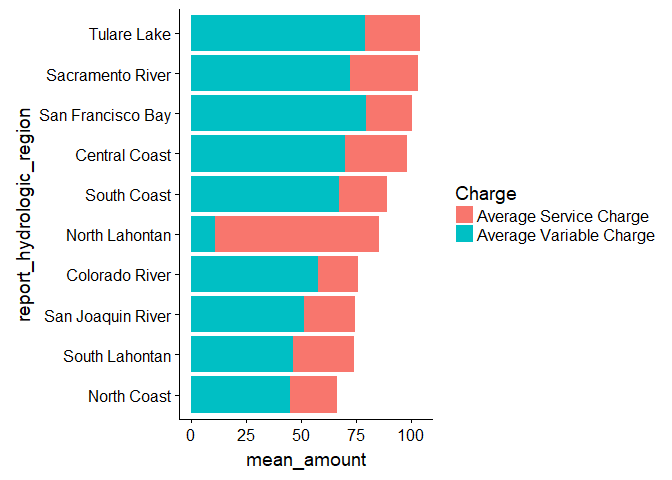 report_hydrologic_region
Tulare Lake
Sacramento River
San Francisco Bay
Central Coast
South Coast
North Lahontan
Colorado River
San Joaquin River
South Lahontan
North Coast
0 25 50 75 100
mean_amount
Charge
Average Service Charge
Average Variable Charge